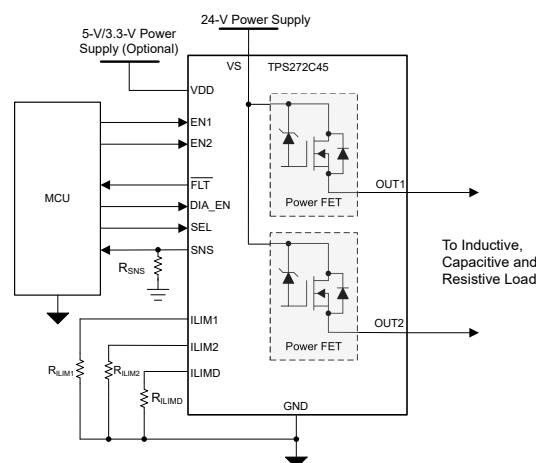 24-V Power Supply
5-V/3.3-V Power
Supply (Optional)
VS
TPS272C45
VDD
EN1
EN2
FLT
DIA_EN
SEL
SNS
MCU
RSNS
ILIM1
ILIM2
ILIMD
RILIM1
RILIM2
RILIMD
Power FET
OUT1
Power FET
OUT2
To Inductive,
Capacitive and
Resistive Load
GND